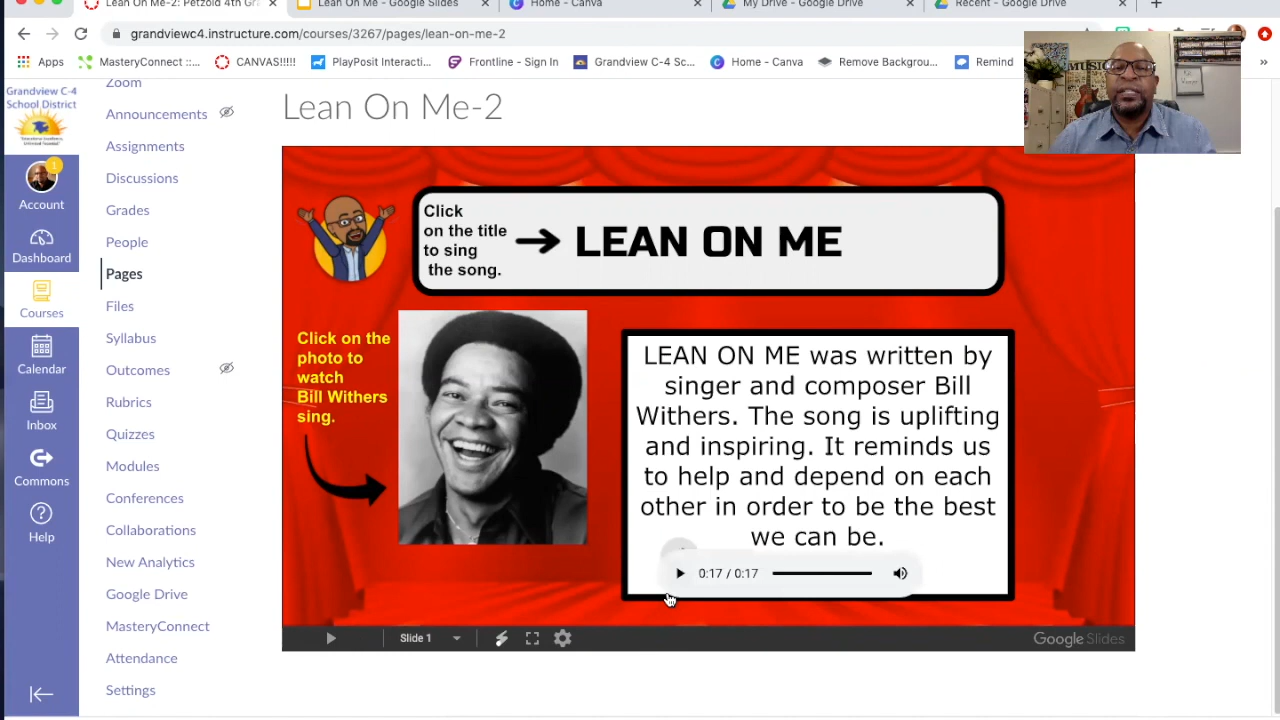 Lean On Me-2: Petzold 4th Gr
Lean On Me - Google Slides
Home - Canva
My Drive - Google Drive
Recent - Google Drive
grandviewc4.instructure.com/courses/3267/pages/lean-on-me-2
Apps
MasteryConnect ::...
CANVAS!!!!!
PlayPosit Interacti...
Frontline - Sign In
Grandview C-4 Sc...
Home - Canva
Remove Backgrou...
Remind
MUSIC
Grandview C-4
School District
Account
1
Dashboard
Courses
Calendar
Inbox
Commons
Help
Zoom
Announcements
Assignments
Discussions
Grades
People
Pages
Files
Syllabus
Outcomes
Rubrics
Quizzes
Modules
Conferences
Collaborations
New Analytics
Google Drive
MasteryConnect
Attendance
Settings
Lean On Me-2
Click
on the title
to sing
the song.
LEAN ON ME
Click on the
photo to
watch
Bill Withers
sing.
LEAN ON ME was written by
singer and composer Bill
Withers. The song is uplifting
and inspiring. It reminds us
to help and depend on each
other in order to be the best
we can be.
0:17 / 0:17
Slide 1
Google Slides